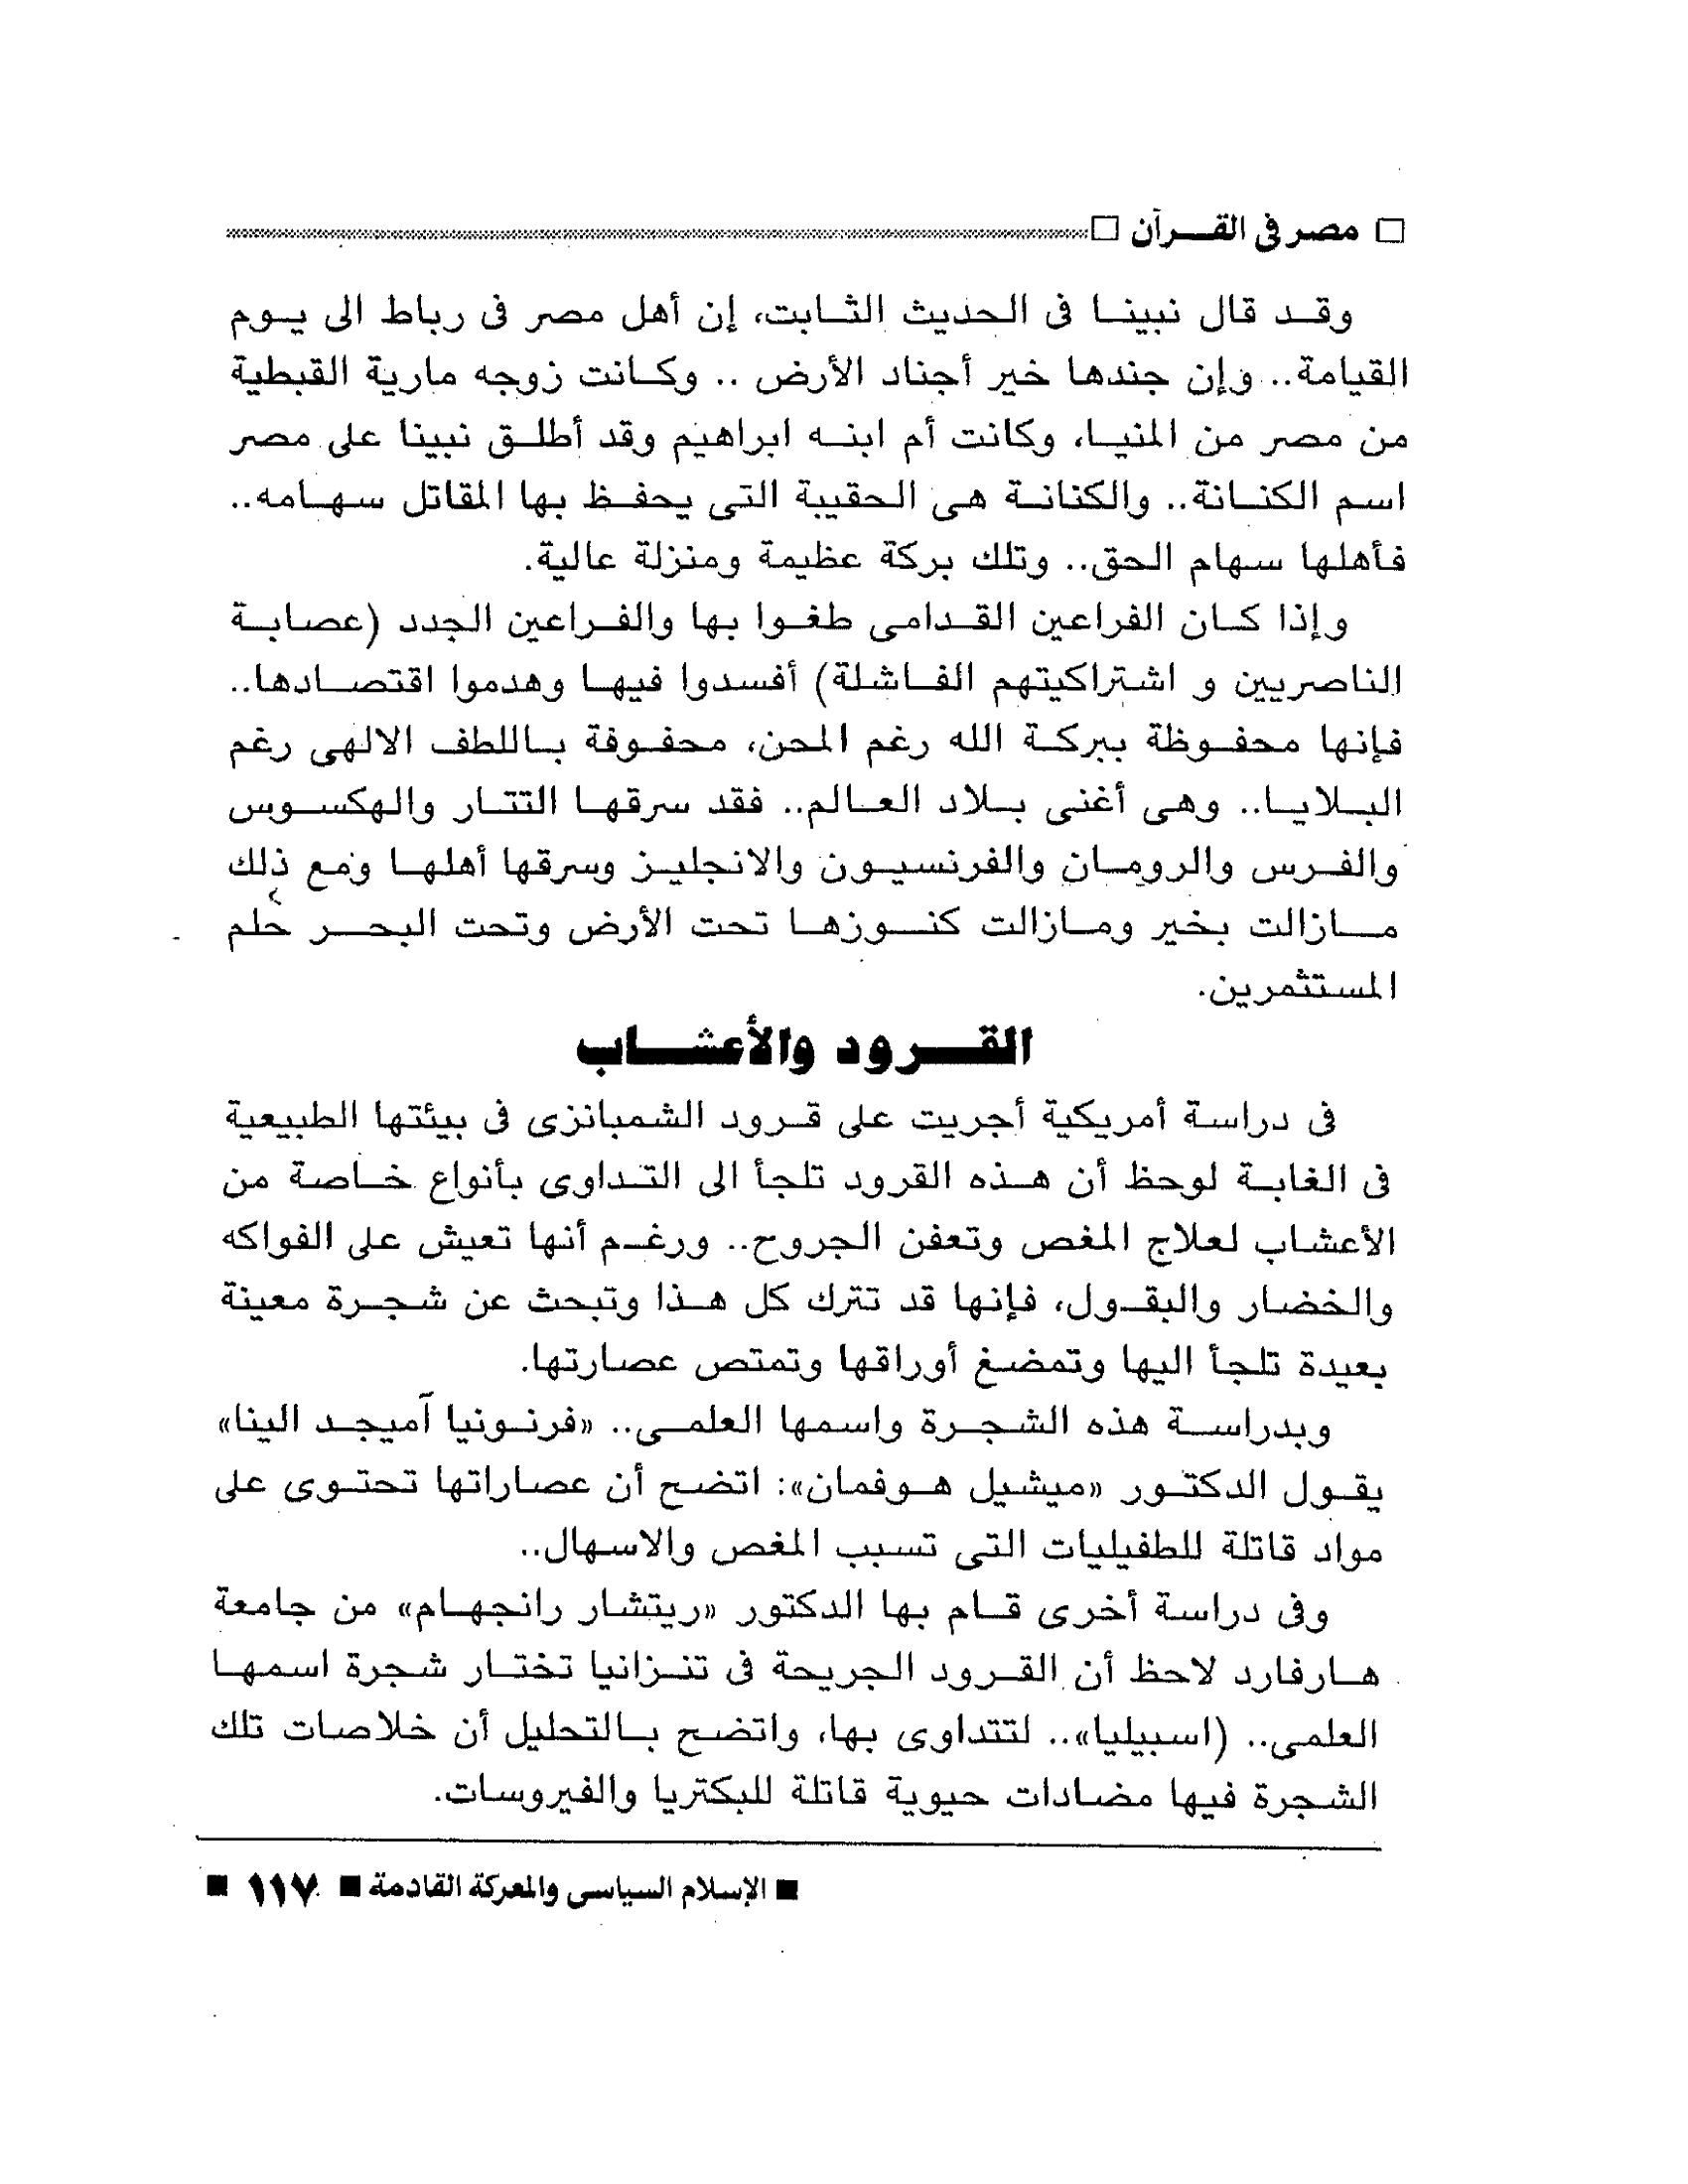 □ مصر فى القرآن □
وقد قال نبينا فى الحديث الثابت، إن أهل مصر فى رباط الى يوم
القيامة.. وإن جندها خير أجناد الأرض .. وكانت زوجه مارية القبطية
من مصر من المنيا، وكانت أم ابنه ابراهيم وقد أطلق نبينا على مصر
اسم الكنانة.. والكنانة هى الحقيبة التى يحفظ بها المقاتل سهامه..
فأهلها سهام الحق.. وتلك بركة عظيمة ومنزلة عالية.
وإذا كان الفراعين القدامى طغوا بها والفراعين الجدد (عصابة
الناصريين و اشتراكيتهم الفاشلة) أفسدوا فيها وهدموا اقتصادها..
فإنها محفوظة ببركة الله رغم المحن، محفوفة باللطف الالهى رغم
البلايا.. وهى أغنى بلاد العالم.. فقد سرقها التتار والهكسوس
والفرس والرومان والفرنسيون والانجليز وسرقها أهلها ومع ذلك
مازالت بخير ومازالت كنوزها تحت الأرض وتحت البحر حلم
المستثمرين.
القرود والأعشاب
فى دراسة أمريكية أجريت على قرود الشمبانزى فى بيئتها الطبيعية
فى الغابة لوحظ أن هذه القرود تلجأ الى التداوى بأنواع خاصة من
الأعشاب لعلاج المغص وتعفن الجروح.. ورغم أنها تعيش على الفواكه
والخضار والبقول، فإنها قد تترك كل هذا وتبحث عن شجرة معينة
بعيدة تلجأ اليها وتمضغ أوراقها وتمتص عصارتها.
وبدراسة هذه الشجرة واسمها العلمى.. «فرنونيا آميجد الينا»
يقول الدكتور «ميشيل هوفمان»: اتضح أن عصاراتها تحتوى على
مواد قاتلة للطفيليات التى تسبب المغص والاسهال..
وفى دراسة أخرى قام بها الدكتور «ريتشار رانجهام» من جامعة
هارفارد لاحظ أن القرود الجريحة فى تنزانيا تختار شجرة اسمها
العلمى.. (اسبيليا».. لتتداوى بها، واتضح بالتحليل أن خلاصات تلك
الشجرة فيها مضادات حيوية قاتلة للبكتريا والفيروسات.
■ الإسلام السياسى والمعركة القادمة ■ ١١٧ ■